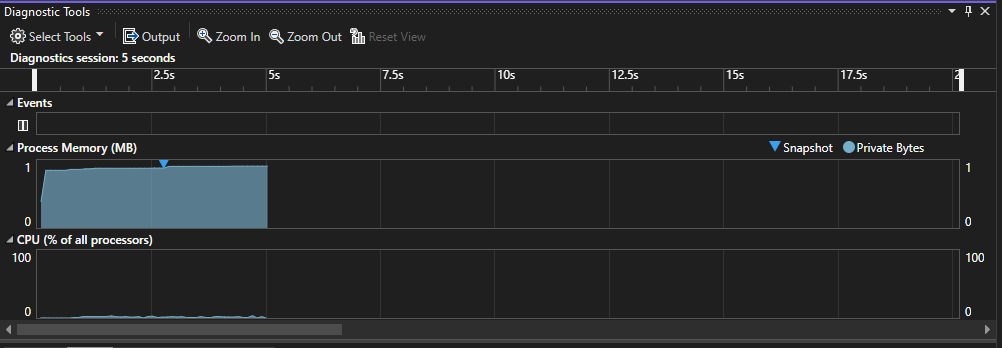 Diagnostic Tools
Select Tools Output Zoom In Zoom Out Reset View
Diagnostics session: 5 seconds
2.5s 5s 7.5s 10s 12.5s 15s 17.5s 2
Events
Process Memory (MB) Snapshot Private Bytes
1 1
0 0
CPU (% of all processors)
100 100
0 0